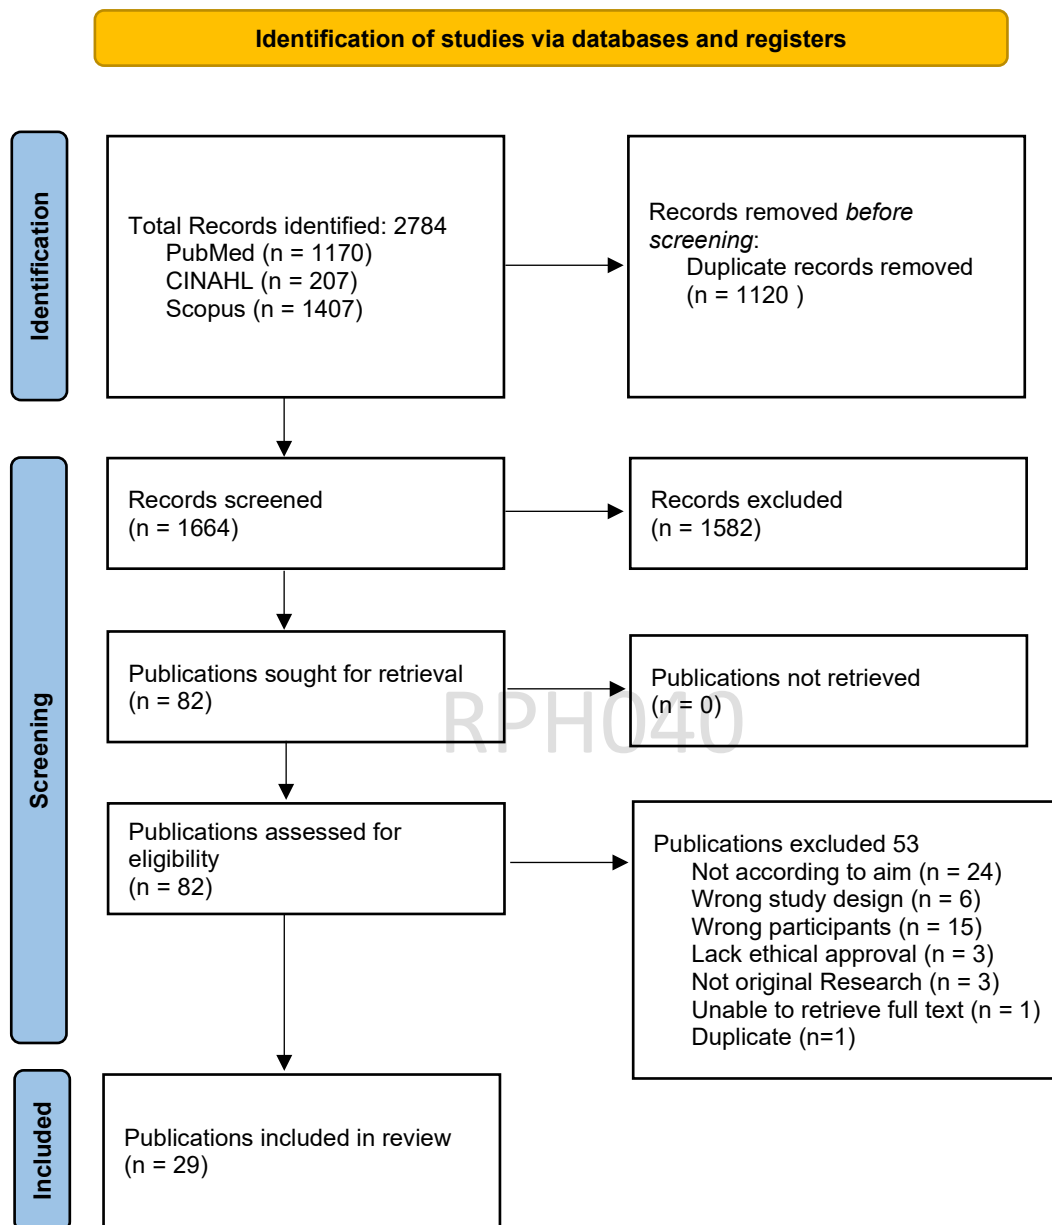 Identification of studies via databases and registers
Identification
Total Records identified: 2784
PubMed (n = 1170)
CINAHL (n = 207)
Scopus (n = 1407)
Records removed before
screening:
Duplicate records removed
(n = 1120 )
Screening
Records screened
(n = 1664)
Records excluded
(n = 1582)
Publications sought for retrieval
(n = 82)
Publications not retrieved
(n = 0)
RPH040
Publications assessed for
eligibility
(n = 82)
Publications excluded 53
Not according to aim (n = 24)
Wrong study design (n = 6)
Wrong participants (n = 15)
Lack ethical approval (n = 3)
Not original Research (n = 3)
Unable to retrieve full text (n = 1)
Duplicate (n=1)
Included
Publications included in review
(n = 29)